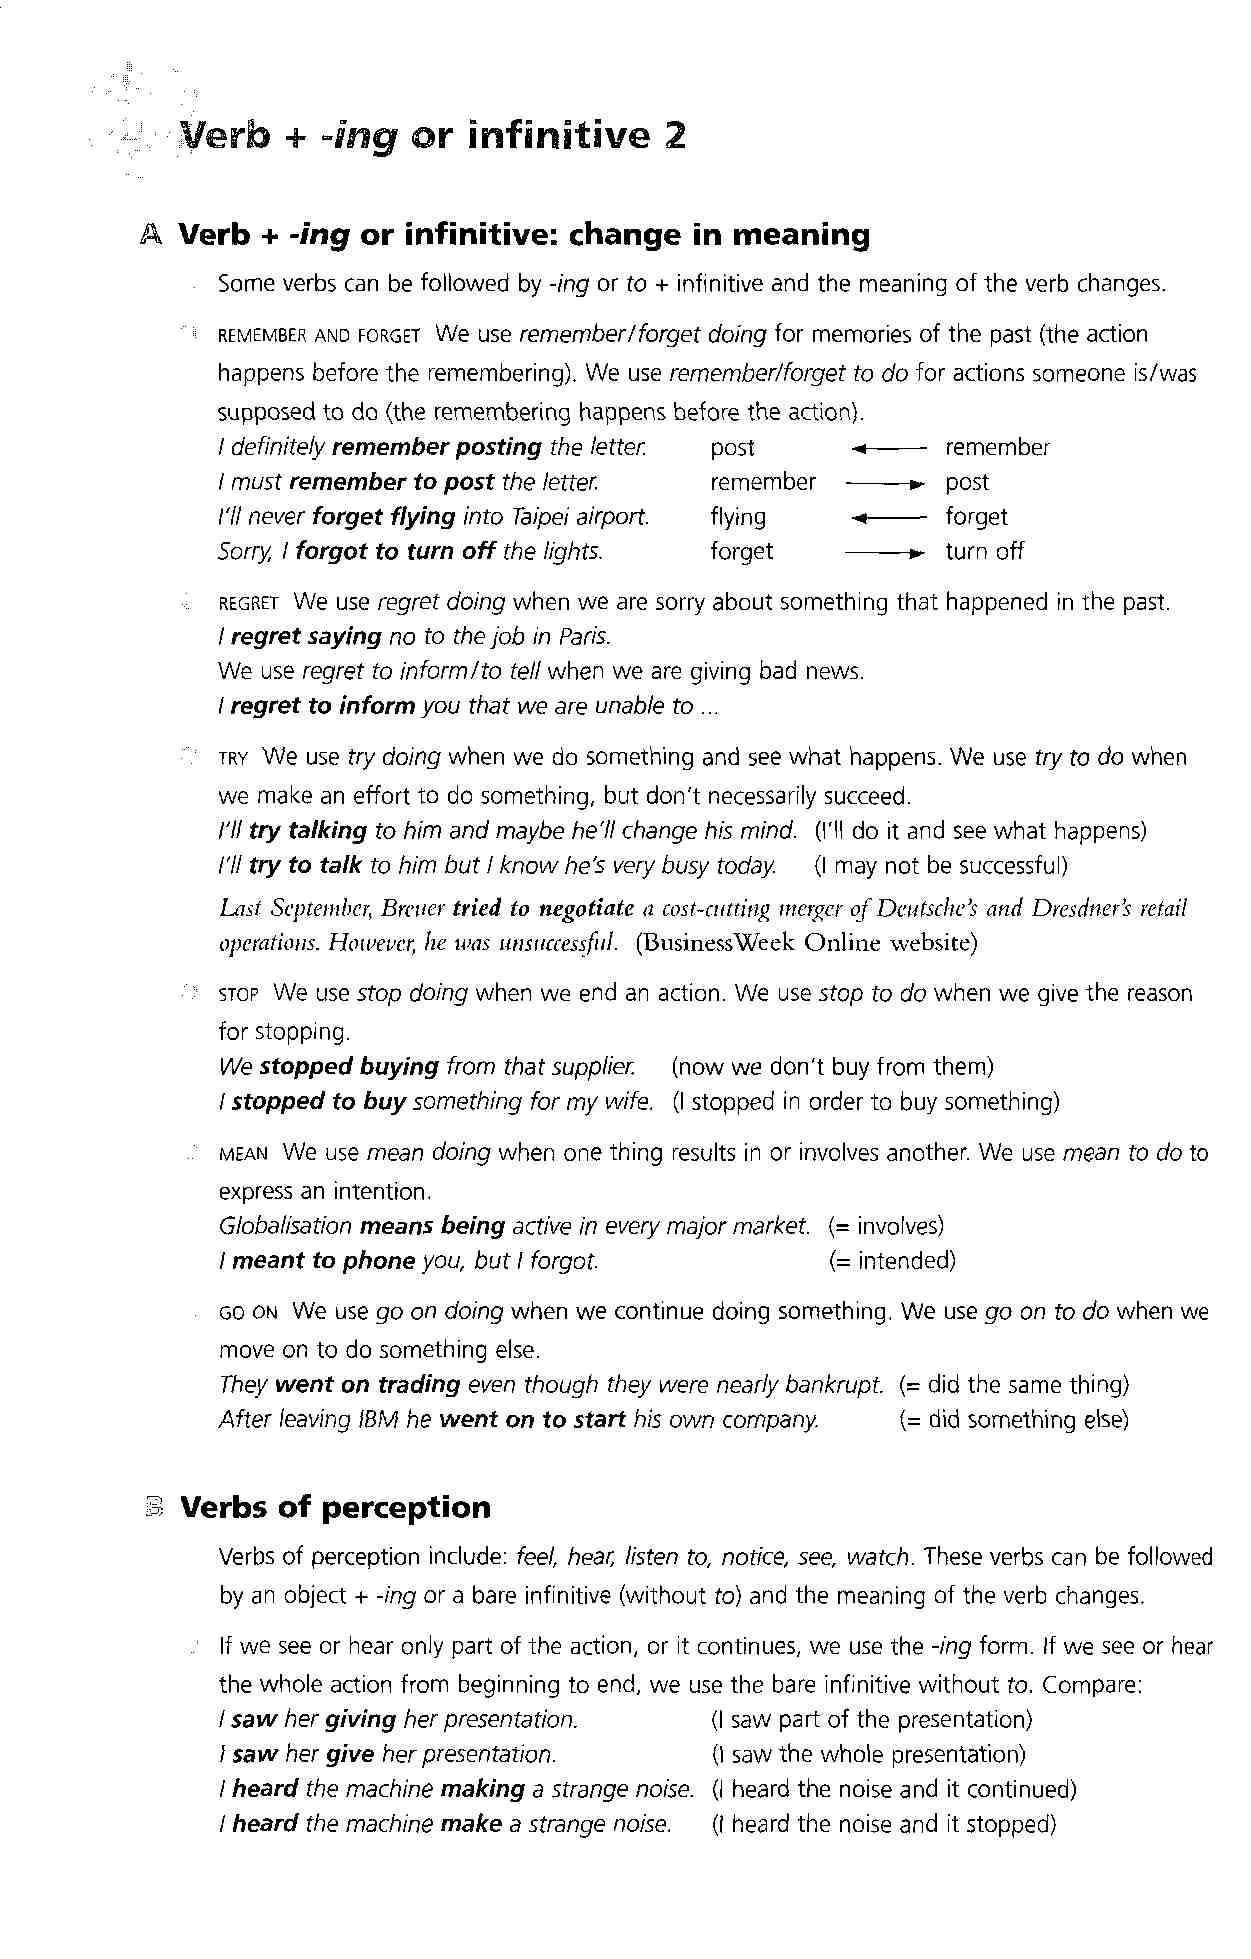 Verb + -ing or infinitive 2
A Verb + -ing or infinitive: change in meaning
Some verbs can be followed by -ing or to + infinitive and the meaning of the verb changes.
REMEMBER AND FORGET We use remember/forget doing for memories of the past (the action
happens before the remembering). We use remember/forget to do for actions someone is/was
supposed to do (the remembering happens before the action).
I definitely remember posting the letter. post ← remember
I must remember to post the letter. remember → post
I'll never forget flying into Taipei airport. flying ← forget
Sorry, I forgot to turn off the lights. forget → turn off
REGRET We use regret doing when we are sorry about something that happened in the past.
I regret saying no to the job in Paris.
We use regret to inform/to tell when we are giving bad news.
I regret to inform you that we are unable to ...
TRY We use try doing when we do something and see what happens. We use try to do when
we make an effort to do something, but don't necessarily succeed.
I'll try talking to him and maybe he'll change his mind. (I'll do it and see what happens)
I'll try to talk to him but I know he's very busy today. (I may not be successful)
Last September, Breuer tried to negotiate a cost-cutting merger of Deutsche's and Dresdner's retail
operations. However, he was unsuccessful. (BusinessWeek Online website)
STOP We use stop doing when we end an action. We use stop to do when we give the reason
for stopping.
We stopped buying from that supplier. (now we don't buy from them)
I stopped to buy something for my wife. (I stopped in order to buy something)
MEAN We use mean doing when one thing results in or involves another. We use mean to do to
express an intention.
Globalisation means being active in every major market. (= involves)
I meant to phone you, but I forgot. (= intended)
GO ON We use go on doing when we continue doing something. We use go on to do when we
move on to do something else.
They went on trading even though they were nearly bankrupt. (= did the same thing)
After leaving IBM he went on to start his own company. (= did something else)
B Verbs of perception
Verbs of perception include: feel, hear, listen to, notice, see, watch. These verbs can be followed
by an object + -ing or a bare infinitive (without to) and the meaning of the verb changes.
If we see or hear only part of the action, or it continues, we use the -ing form. If we see or hear
the whole action from beginning to end, we use the bare infinitive without to. Compare:
I saw her giving her presentation. (I saw part of the presentation)
I saw her give her presentation. (I saw the whole presentation)
I heard the machine making a strange noise. (I heard the noise and it continued)
I heard the machine make a strange noise. (I heard the noise and it stopped)